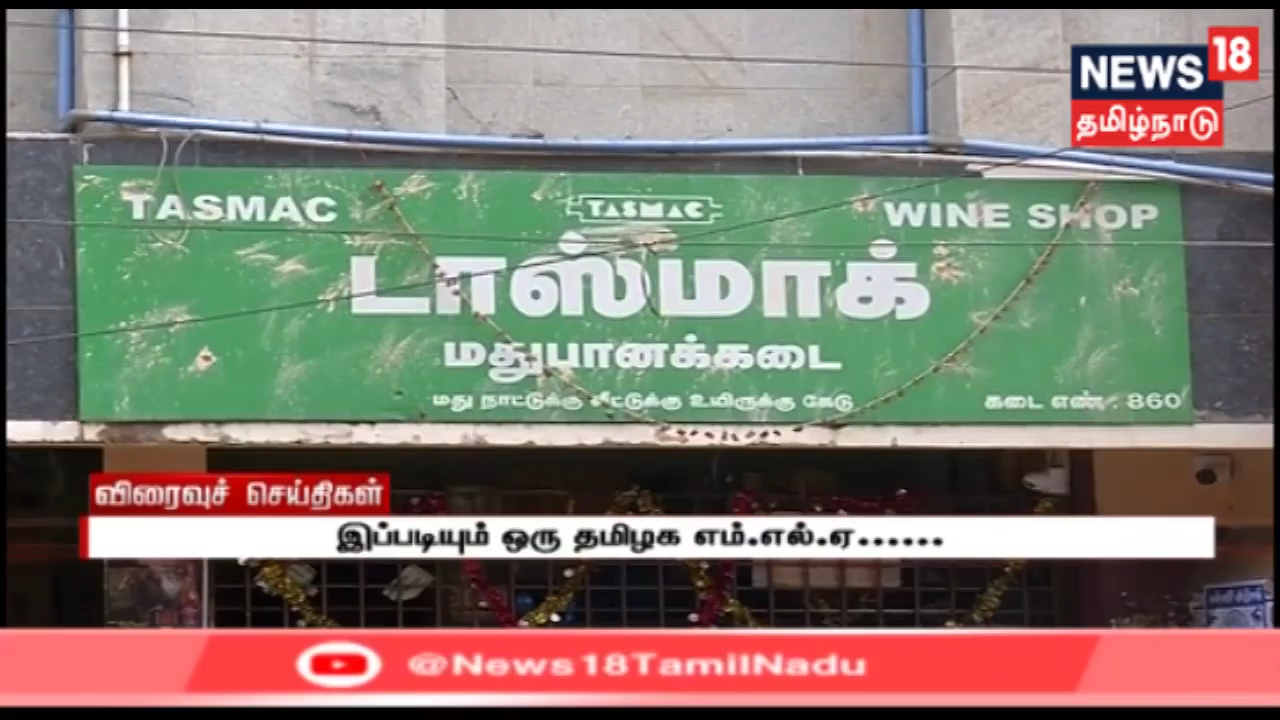 NEWS 18
தமிழ்நாடு
TASMAC
TASMAC
WINE SHOP
டாஸ்மாக்
மதுபானக்கடை
மது நாட்டுக்கு வீட்டுக்கு உயிருக்கு கேடு
கடை எண் : 860
விரைவுச் செய்திகள்
இப்படியும் ஒரு தமிழக எம்.எல்.ஏ......
@News18TamilNadu